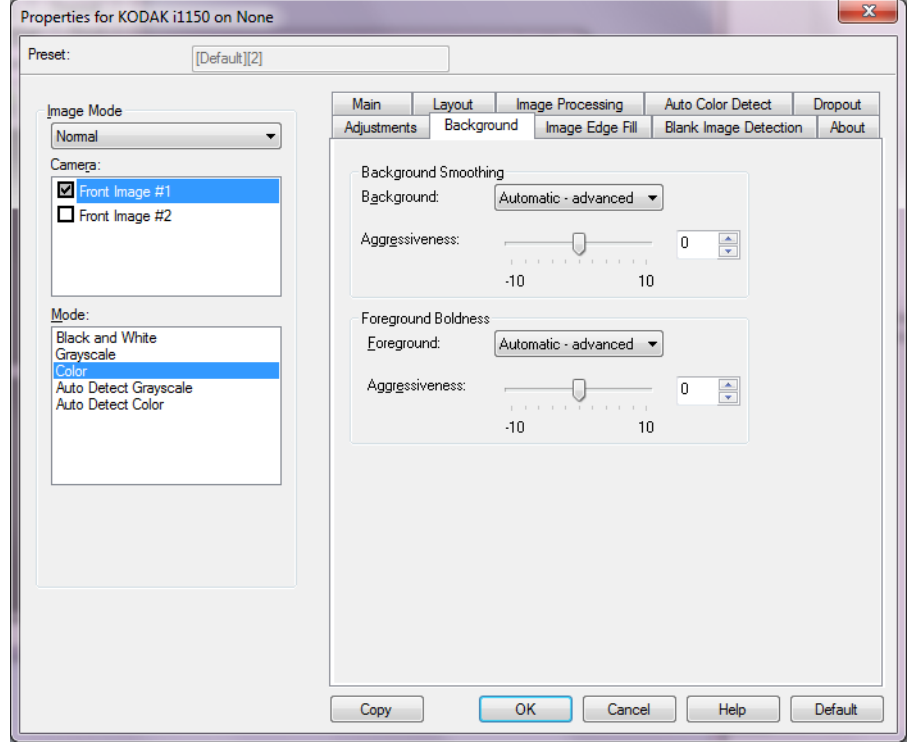 Properties for KODAK i1150 on None
Preset: [Default][2]
Image Mode
Normal
Camera:
Front Image #1
Front Image #2
Mode:
Black and White
Grayscale
Color
Auto Detect Grayscale
Auto Detect Color
Main Layout Image Processing Auto Color Detect Dropout
Adjustments Background Image Edge Fill Blank Image Detection About
Background Smoothing
Background: Automatic - advanced
Aggressiveness: 0
-10 10
Foreground Boldness
Foreground: Automatic - advanced
Aggressiveness: 0
-10 10
Copy OK Cancel Help Default